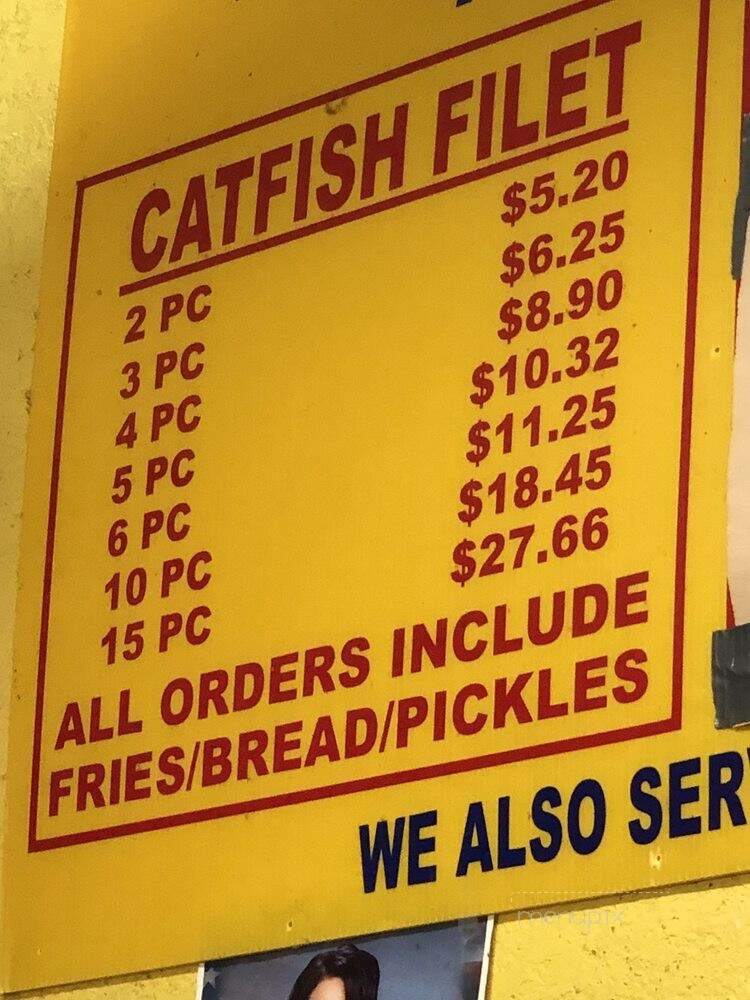 CATFISH FILET
2 PC $5.20
3 PC $6.25
4 PC $8.90
5 PC $10.32
6 PC $11.25
10 PC $18.45
15 PC $27.66
ALL ORDERS INCLUDE
FRIES/BREAD/PICKLES
WE ALSO SER
menupix